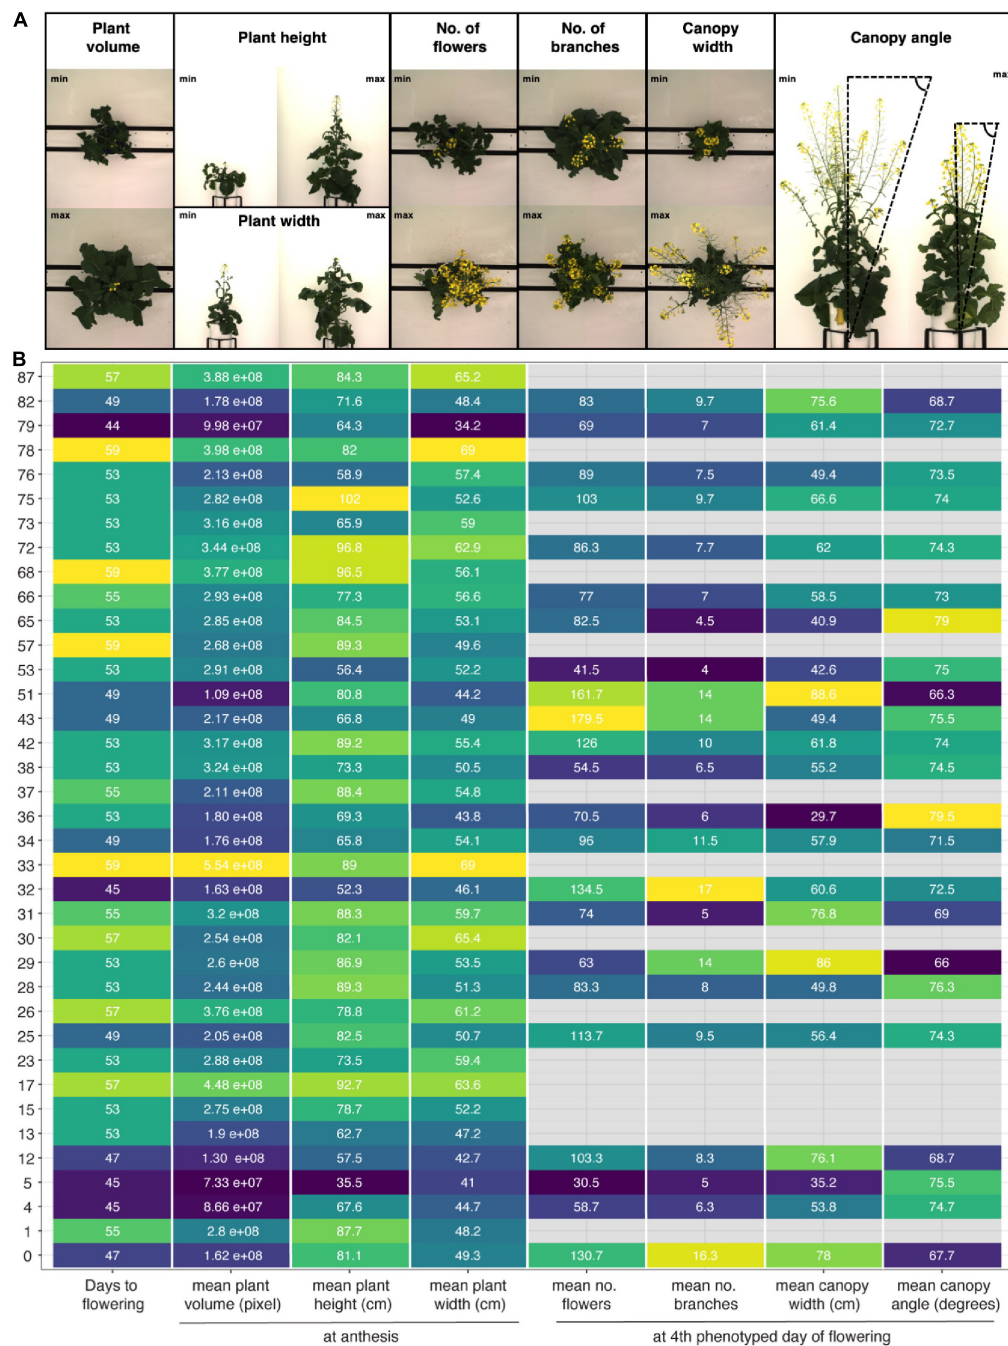 A
Plant volume
Plant height
No. of flowers
No. of branches
Canopy width
Canopy angle
min
min
max
min
min
min
min
max
max
Plant width
min
max
max
max
max
B
87 57 3.88 e+08 84.3 65.2
82 49 1.78 e+08 71.6 48.4 83 9.7 75.6 68.7
79 44 9.98 e+07 64.3 34.2 69 7 61.4 72.7
78 59 3.98 e+08 82 69
76 53 2.13 e+08 58.9 57.4 89 7.5 49.4 73.5
75 53 2.82 e+08 102 52.6 103 9.7 66.6 74
73 53 3.16 e+08 65.9 59
72 53 3.44 e+08 96.8 62.9 86.3 7.7 62 74.3
68 59 3.77 e+08 96.5 56.1
66 55 2.93 e+08 77.3 56.6 77 7 58.5 73
65 53 2.85 e+08 84.5 53.1 82.5 4.5 40.9 79
57 59 2.68 e+08 89.3 49.6
53 53 2.91 e+08 56.4 52.2 41.5 4 42.6 75
51 49 1.09 e+08 80.8 44.2 161.7 14 88.6 66.3
43 49 2.17 e+08 66.8 49 179.5 14 49.4 75.5
42 53 3.17 e+08 89.2 55.4 126 10 61.8 74
38 53 3.24 e+08 73.3 50.5 54.5 6.5 55.2 74.5
37 55 2.11 e+08 88.4 54.8
36 53 1.80 e+08 69.3 43.8 70.5 6 29.7 79.5
34 49 1.76 e+08 65.8 54.1 96 11.5 57.9 71.5
33 59 5.54 e+08 89 69
32 45 1.63 e+08 52.3 46.1 134.5 17 60.6 72.5
31 55 3.2 e+08 88.3 59.7 74 5 76.8 69
30 57 2.54 e+08 82.1 65.4
29 53 2.6 e+08 86.9 53.5 63 14 86 66
28 53 2.44 e+08 89.3 51.3 83.3 8 49.8 76.3
26 57 3.76 e+08 78.8 61.2
25 49 2.05 e+08 82.5 50.7 113.7 9.5 56.4 74.3
23 53 2.88 e+08 73.5 59.4
17 57 4.48 e+08 92.7 63.6
15 53 2.75 e+08 78.7 52.2
13 53 1.9 e+08 62.7 47.2
12 47 1.30 e+08 57.5 42.7 103.3 8.3 76.1 68.7
5 45 7.33 e+07 35.5 41 30.5 5 35.2 75.5
4 45 8.66 e+07 67.6 44.7 58.7 6.3 53.8 74.7
1 55 2.8 e+08 87.7 48.2
0 47 1.62 e+08 81.1 49.3 130.7 16.3 78 67.7
Days to mean plant mean plant mean plant mean no. mean no. mean canopy mean canopy
flowering volume (pixel) height (cm) width (cm) flowers branches width (cm) angle (degrees)
at anthesis at 4th phenotyped day of flowering